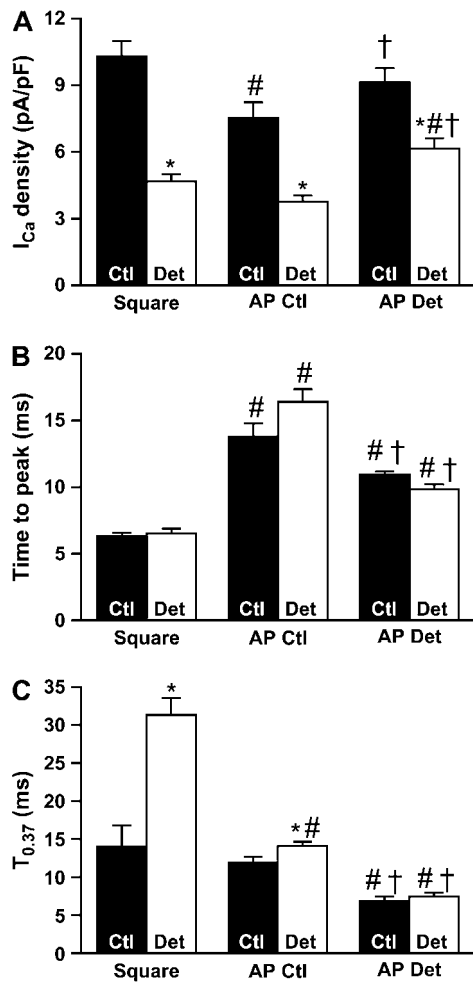 A
I_Ca density (pA/pF)
12
9
6
3
0
*
#
*
†
*#†
Ctl Det Ctl Det Ctl Det
Square AP Ctl AP Det
B
Time to peak (ms)
20
15
10
5
0
#
#
# †
# †
Ctl Det Ctl Det Ctl Det
Square AP Ctl AP Det
C
T_0.37 (ms)
35
30
25
20
15
10
5
0
*
*#
# †
# †
Ctl Det Ctl Det Ctl Det
Square AP Ctl AP Det